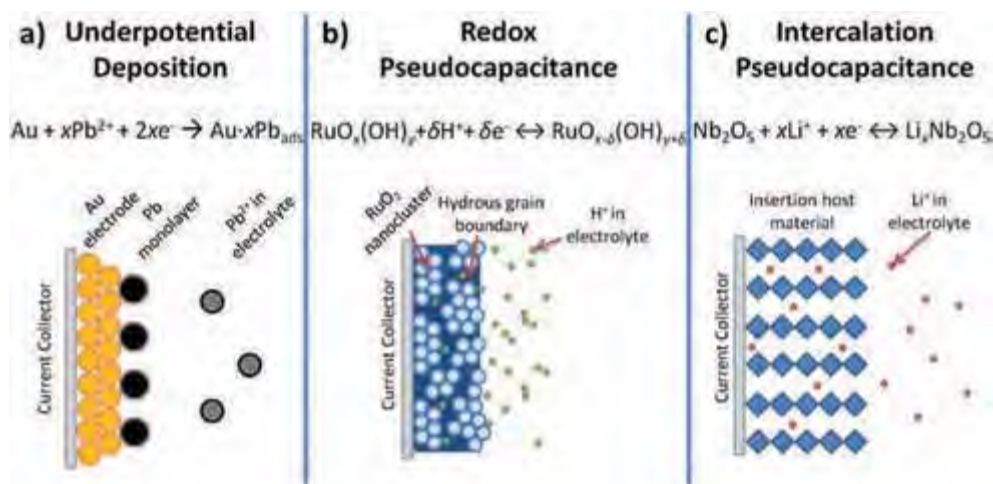 a) Underpotential
Deposition
Au + xPb²⁺ + 2xe⁻ → Au·xPb_ads
Au
electrode
Pb
monolayer
Pb²⁺ in
electrolyte
Current Collector
b) Redox
Pseudocapacitance
RuOₓ(OH)ᵧ+δH⁺+ δe⁻ ↔ RuOₓ₋δ(OH)ᵧ₊δ
RuO₂
nanocluster
Hydrous grain
boundary
H⁺ in
electrolyte
Current Collector
c) Intercalation
Pseudocapacitance
Nb₂O₅ + xLi⁺ + xe⁻ ↔ LiₓNb₂O₅
Insertion host
material
Li⁺ in
electrolyte
Current Collector